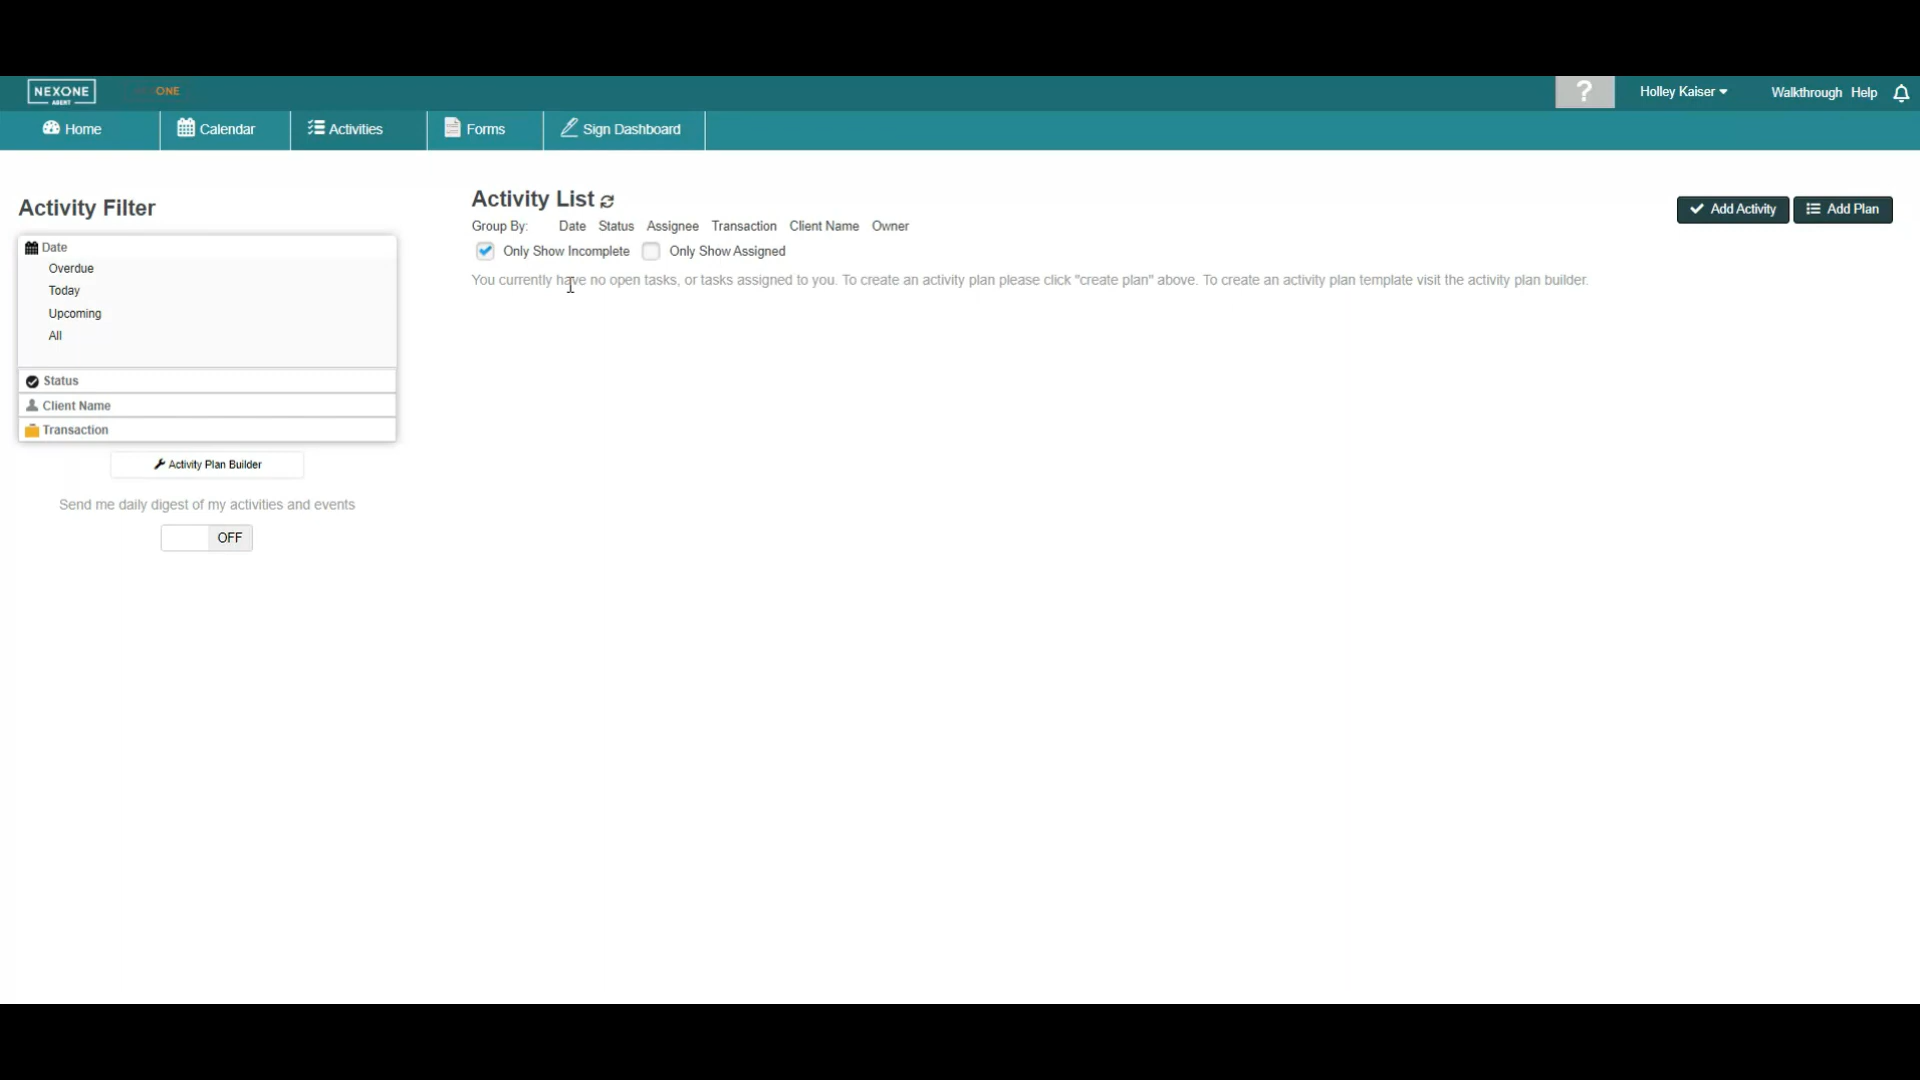 NEXONE
AGENT
ONE
?
Holley Kaiser
Walkthrough Help
Home
Calendar
Activities
Forms
Sign Dashboard
Activity Filter
Date
Overdue
Today
Upcoming
All
Status
Client Name
Transaction
Activity Plan Builder
Send me daily digest of my activities and events
OFF
Activity List
Group By: Date Status Assignee Transaction Client Name Owner
Only Show Incomplete Only Show Assigned
You currently have no open tasks, or tasks assigned to you. To create an activity plan please click "create plan" above. To create an activity plan template visit the activity plan builder.
Add Activity
Add Plan